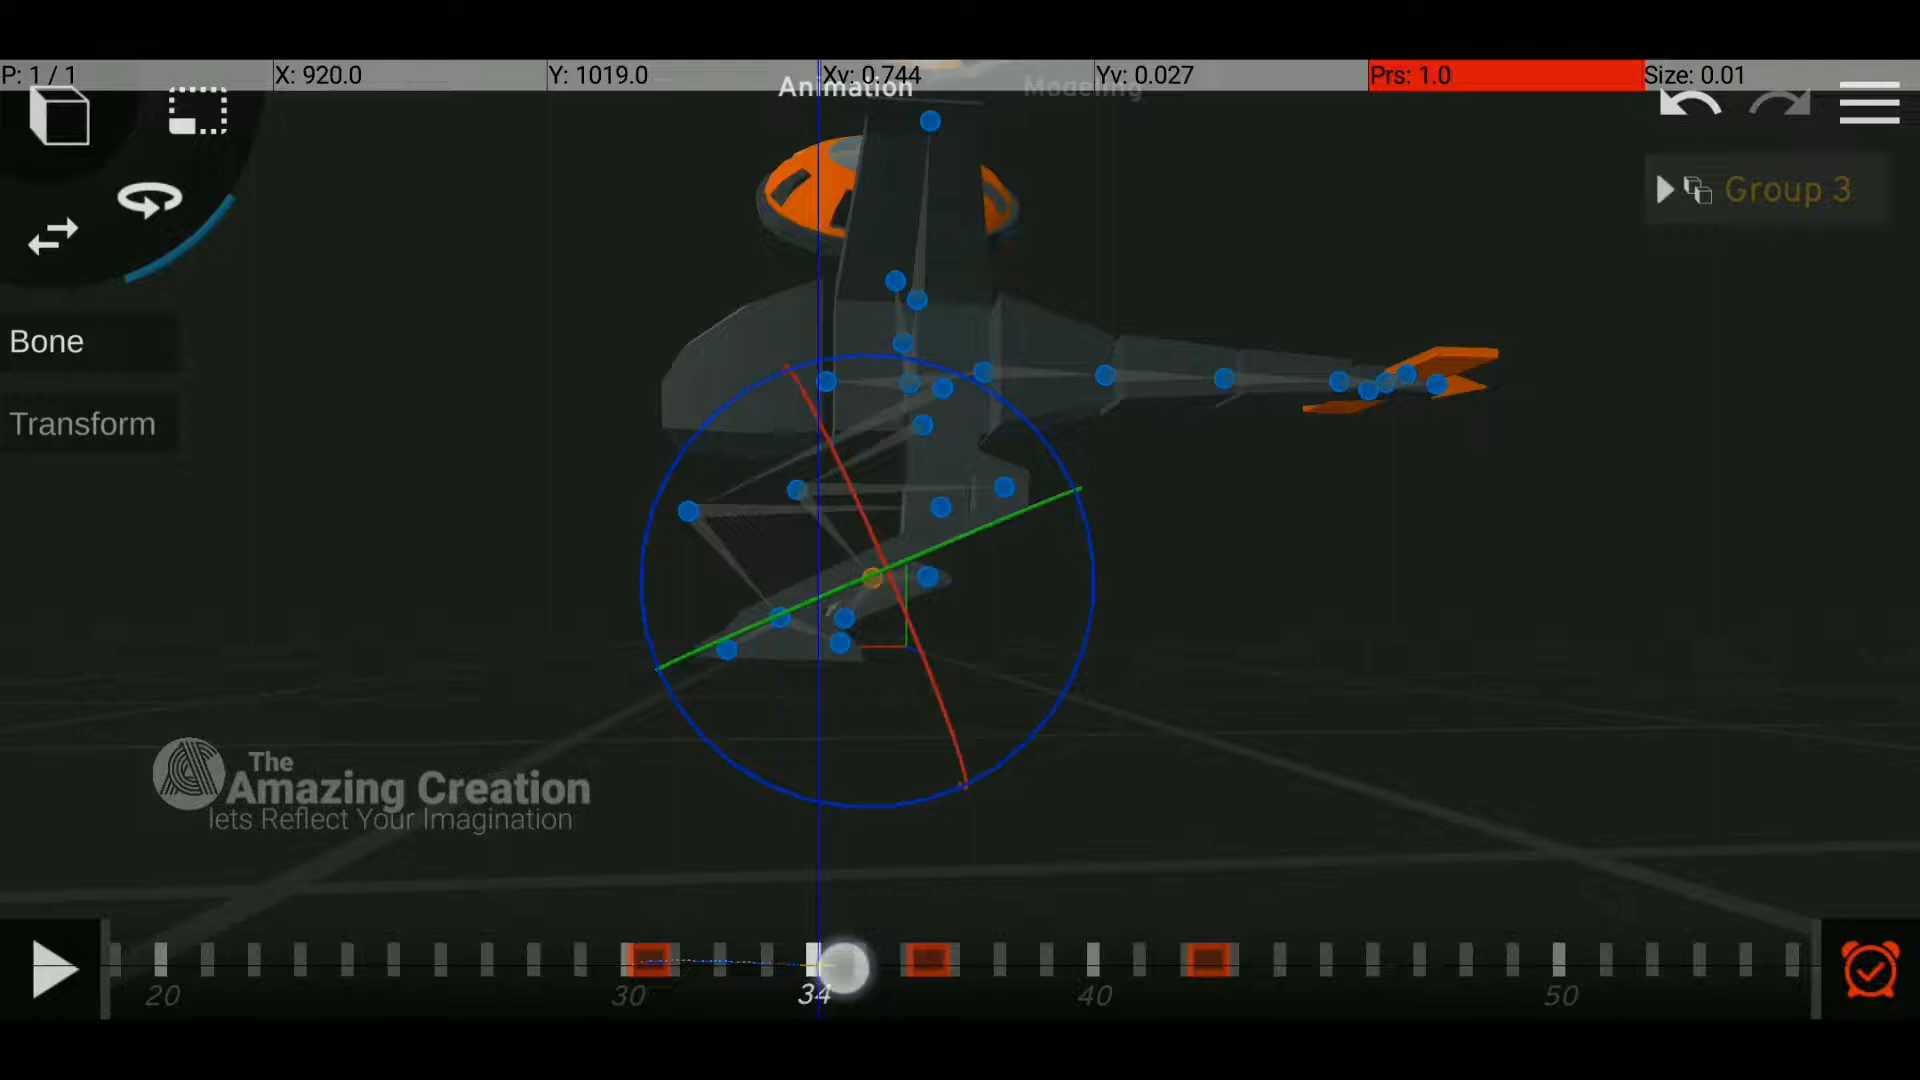 P: 1 / 1 X: 920.0 Y: 1019.0 Xv: 0.744 Yv: 0.027 Prs: 1.0 Size: 0.01
Animation Modeling
Group 3
Bone
Transform
The
Amazing Creation
lets Reflect Your Imagination
20 30 34 40 50